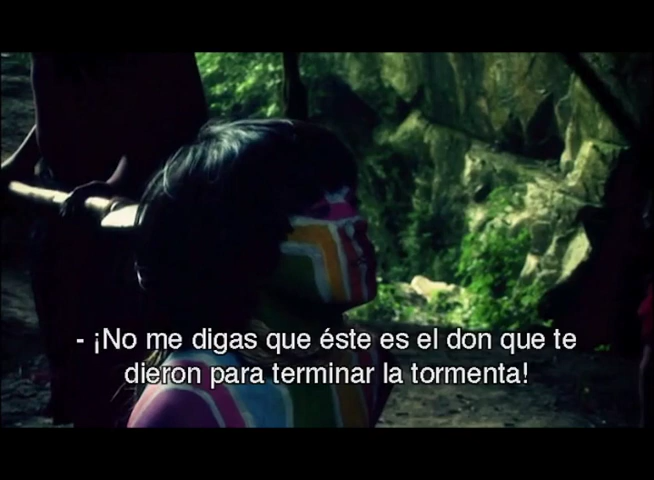 - ¡No me digas que éste es el don que te
dieron para terminar la tormenta!